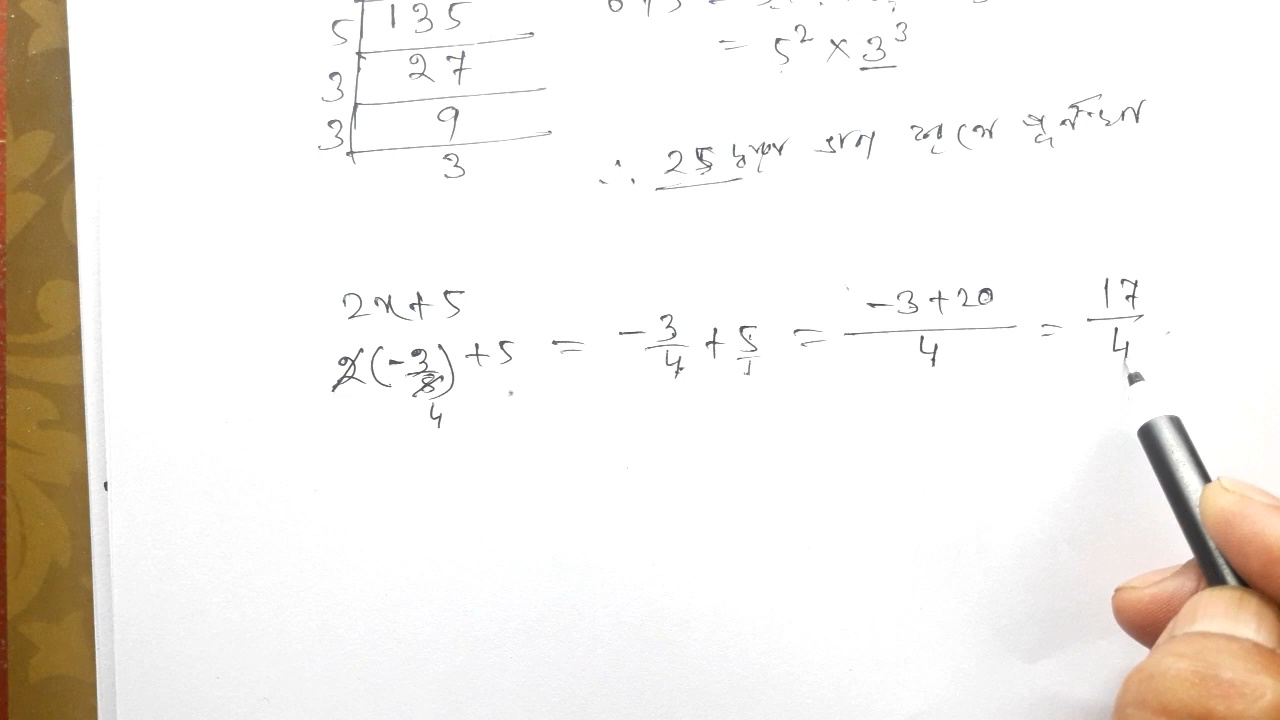 5 | 135
3 | 27
3 | 9
3
= 5² × 3³
∴ 25 দ্বারা ভাগ
2x + 5
2(-3/8) + 5 = -3/4 + 5/1 = (-3+20)/4 = 17/4
4